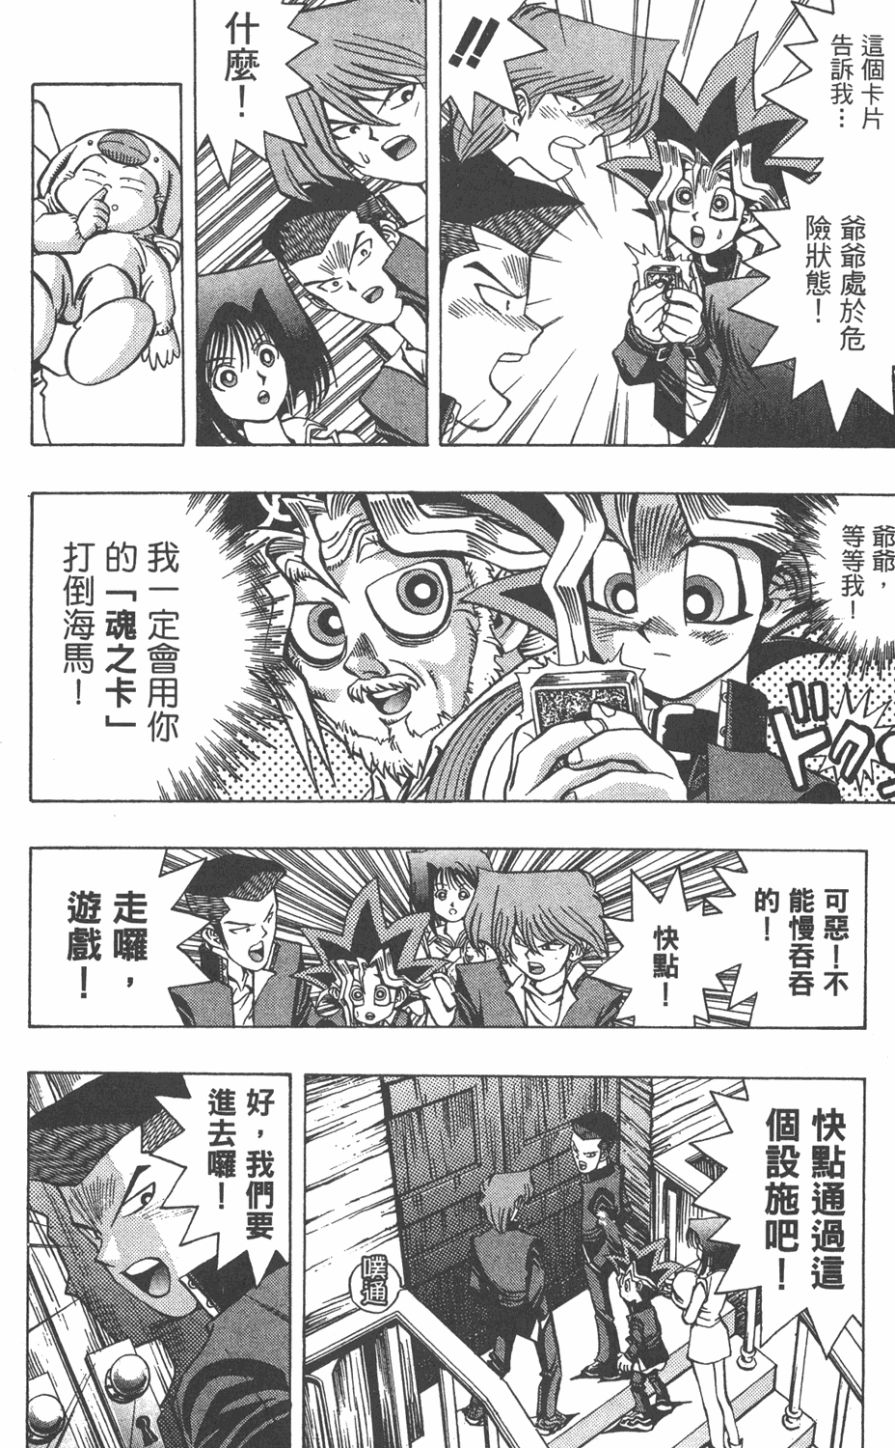 這個卡片
告訴我…
爺爺處於危
險狀態！
!!
什麼！
爺爺，
等等我！
ドクン
我一定會用你
的「魂之卡」
打倒海馬！
可惡！不
能慢吞吞
的！
快點！
走囉，
遊戲！
快點通過這
個設施吧！
噗通
好，我們要
進去囉！